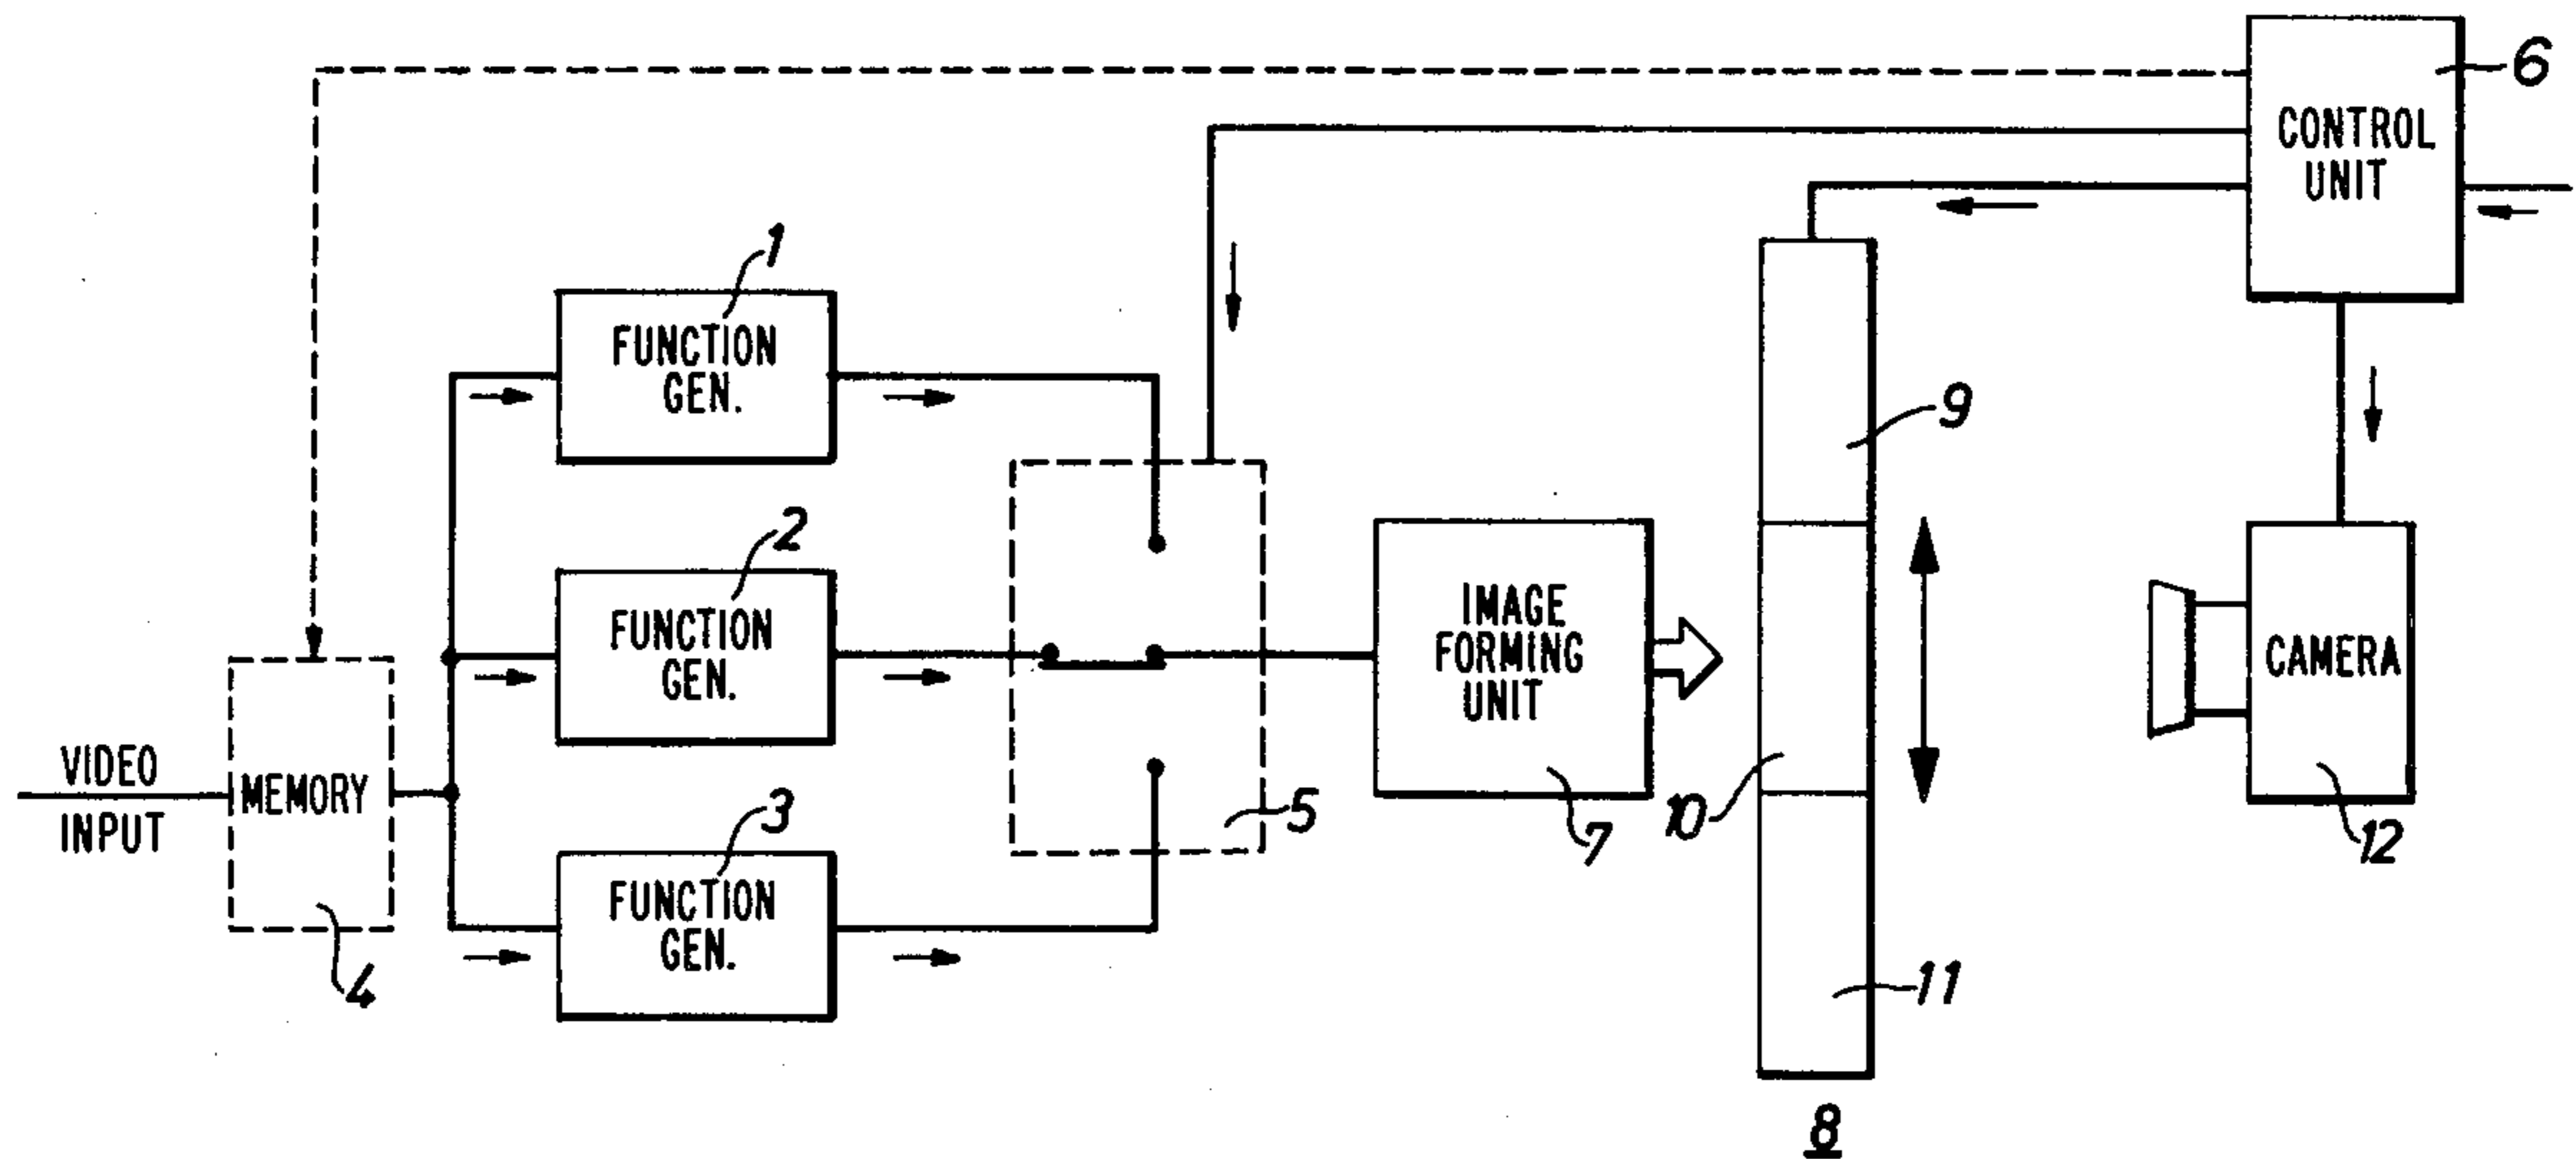 6
CONTROL
UNIT
1
FUNCTION
GEN.
9
2
FUNCTION
GEN.
IMAGE
FORMING
UNIT
CAMERA
VIDEO
INPUT
MEMORY
10
5
7
12
3
FUNCTION
GEN.
4
11
8